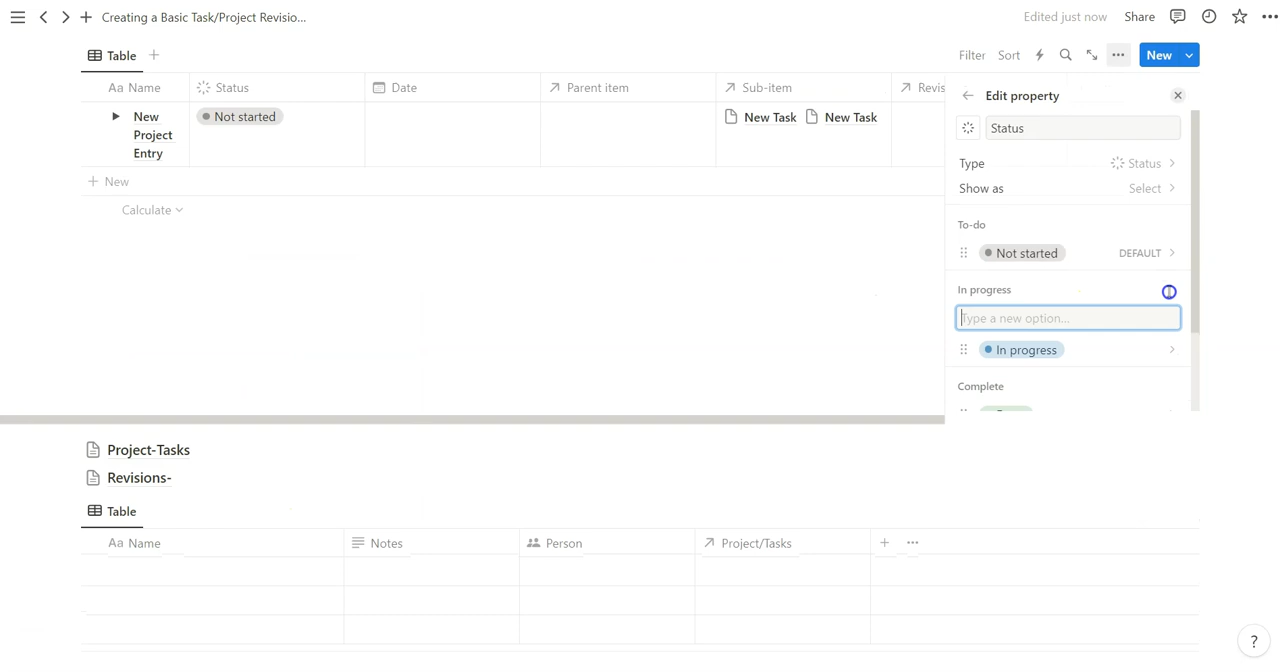 Creating a Basic Task/Project Revisio...
Edited just now
Share
Table
Filter
Sort
New
Aa Name
Status
Date
Parent item
Sub-item
Revis
New
Project
Entry
Not started
New Task
New Task
+ New
Calculate
Edit property
Status
Type
Status
Show as
Select
To-do
Not started
DEFAULT
In progress
Type a new option...
In progress
Complete
Project-Tasks
Revisions-
Table
Aa Name
Notes
Person
Project/Tasks
?